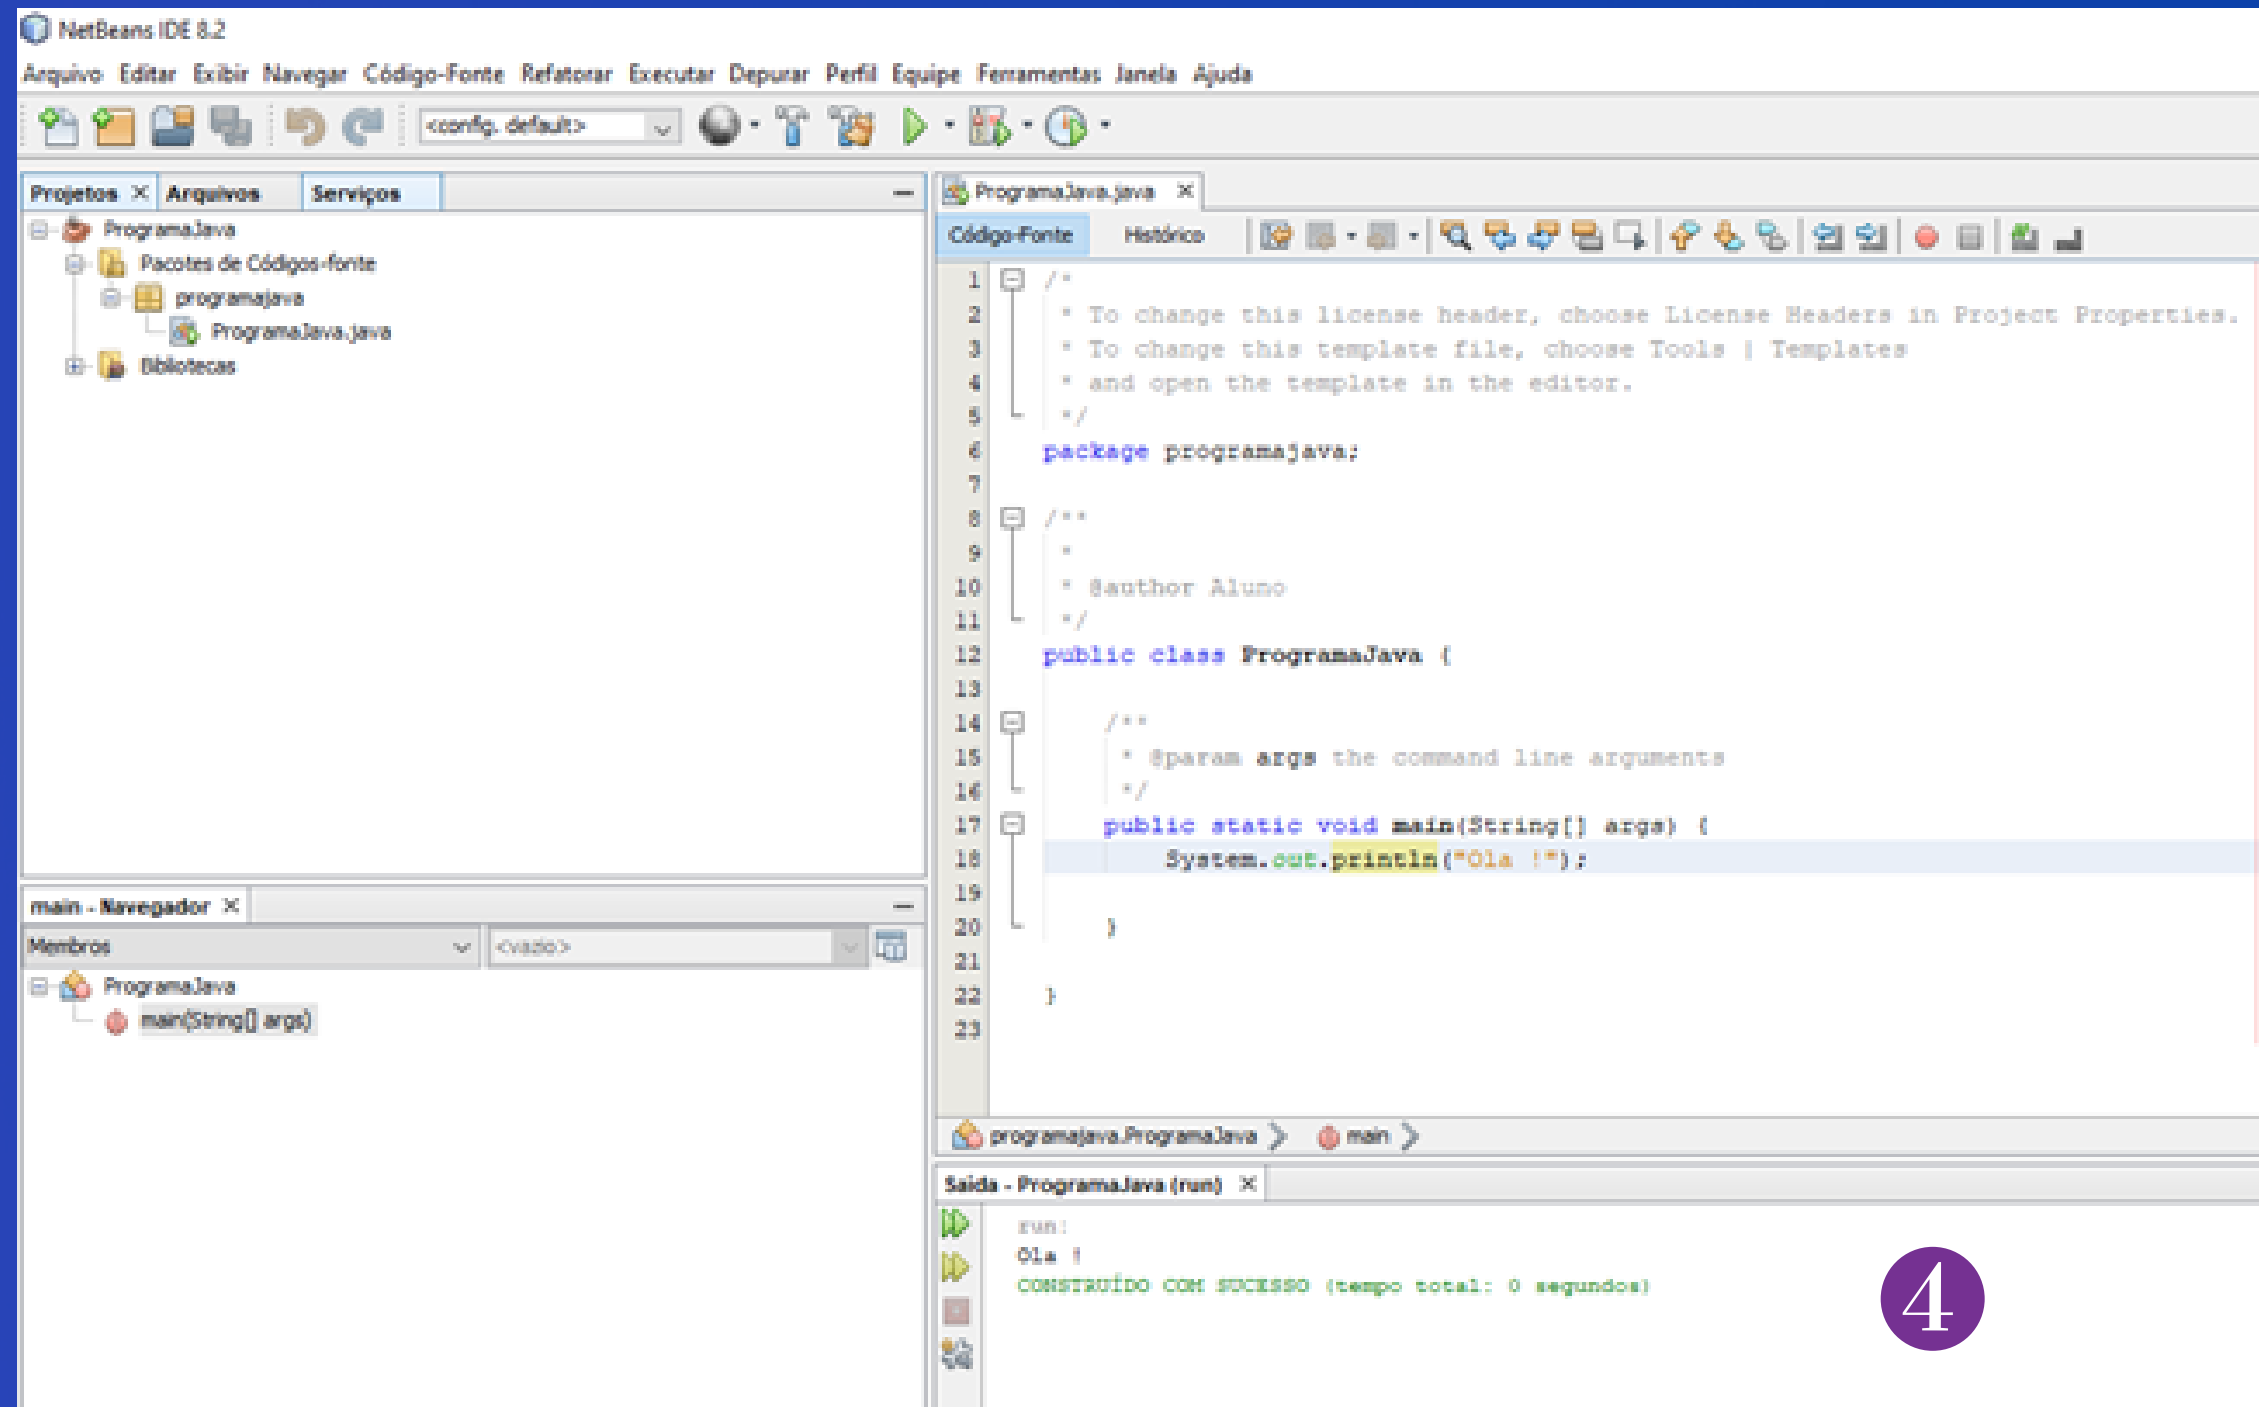 NetBeans IDE 8.2
Arquivo Editar Exibir Navegar Código-Fonte Refatorar Executar Depurar Perfil Equipe Ferramentas Janela Ajuda
<config. default>
Projetos Arquivos Serviços
ProgramaJava
Pacotes de Códigos-fonte
programajava
ProgramaJava.java
Bibliotecas
main - Navegador
Membros <vazio>
ProgramaJava
main(String[] args)
ProgramaJava.java
Código-Fonte Histórico
1 /*
2 * To change this license header, choose License Headers in Project Properties.
3 * To change this template file, choose Tools | Templates
4 * and open the template in the editor.
5 */
6 package programajava;
7
8 /**
9 *
10 * @author Aluno
11 */
12 public class ProgramaJava {
13
14 /**
15 * @param args the command line arguments
16 */
17 public static void main(String[] args) {
18 System.out.println("Ola !");
19
20 }
21
22 }
23
programajava.ProgramaJava main
Saída - ProgramaJava (run)
run:
Ola !
CONSTRUÍDO COM SUCESSO (tempo total: 0 segundos)
4